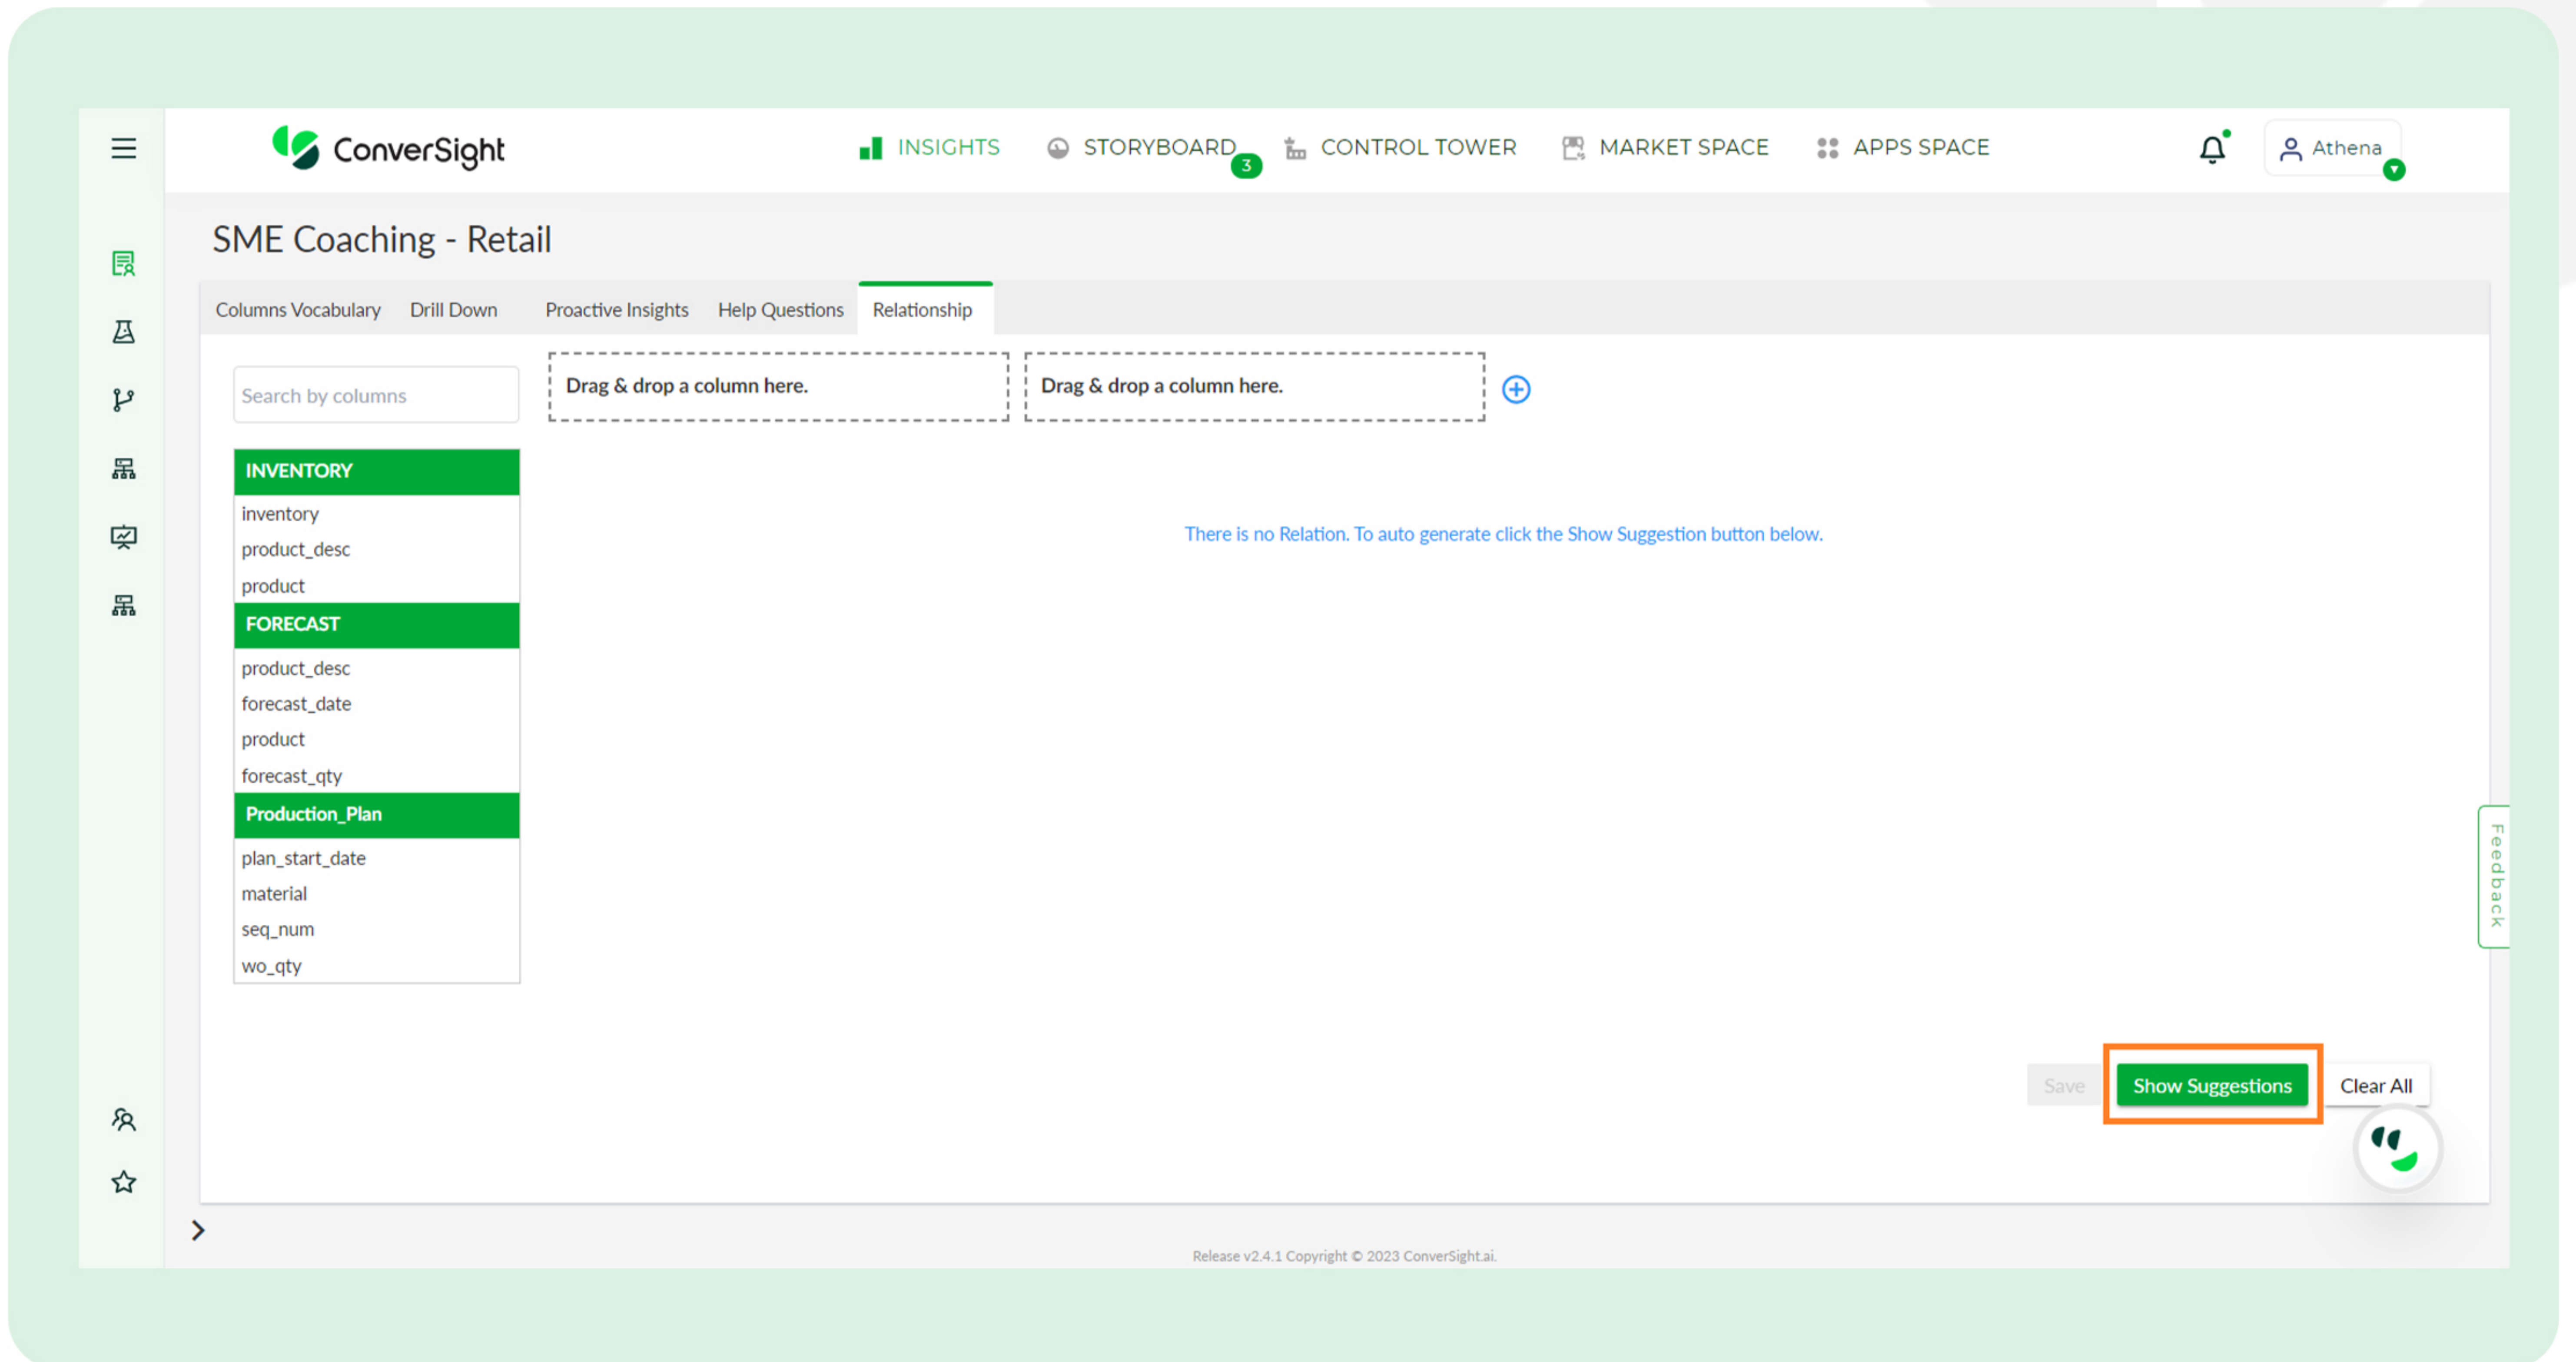 ConverSight
INSIGHTS
STORYBOARD
3
CONTROL TOWER
MARKET SPACE
APPS SPACE
Athena
SME Coaching - Retail
Columns Vocabulary
Drill Down
Proactive Insights
Help Questions
Relationship
Search by columns
Drag & drop a column here.
Drag & drop a column here.
There is no Relation. To auto generate click the Show Suggestion button below.
INVENTORY
inventory
product_desc
product
FORECAST
product_desc
forecast_date
product
forecast_qty
Production_Plan
plan_start_date
material
seq_num
wo_qty
Feedback
Save
Show Suggestions
Clear All
Release v2.4.1 Copyright © 2023 ConverSight.ai.